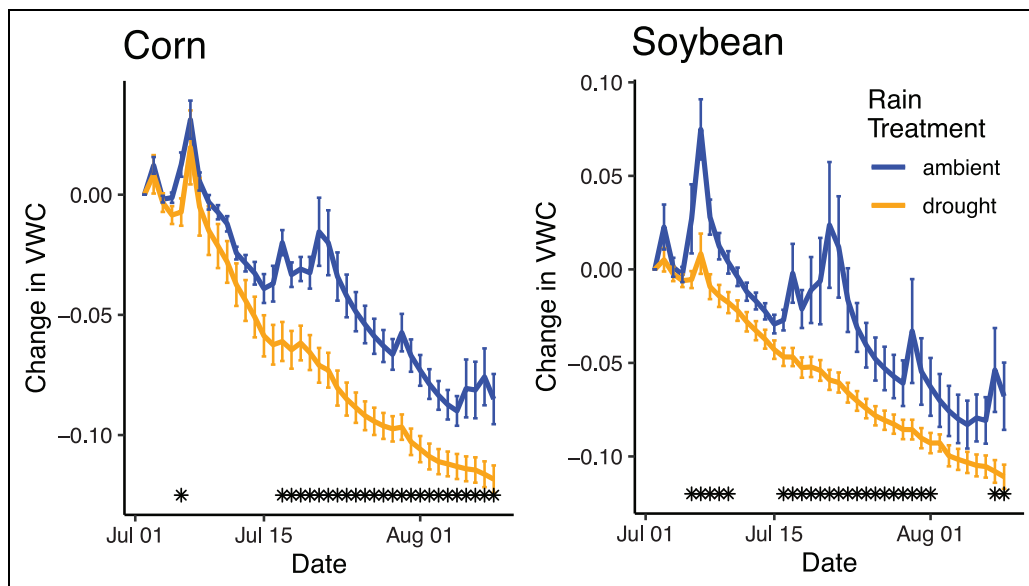 Corn
Change in VWC
0.00
−0.05
−0.10
************************* 
Jul 01
Jul 15
Aug 01
Date
Soybean
Change in VWC
0.10
0.05
0.00
−0.05
−0.10
Rain
Treatment
ambient
drought
Jul 01
Jul 15
Aug 01
Date